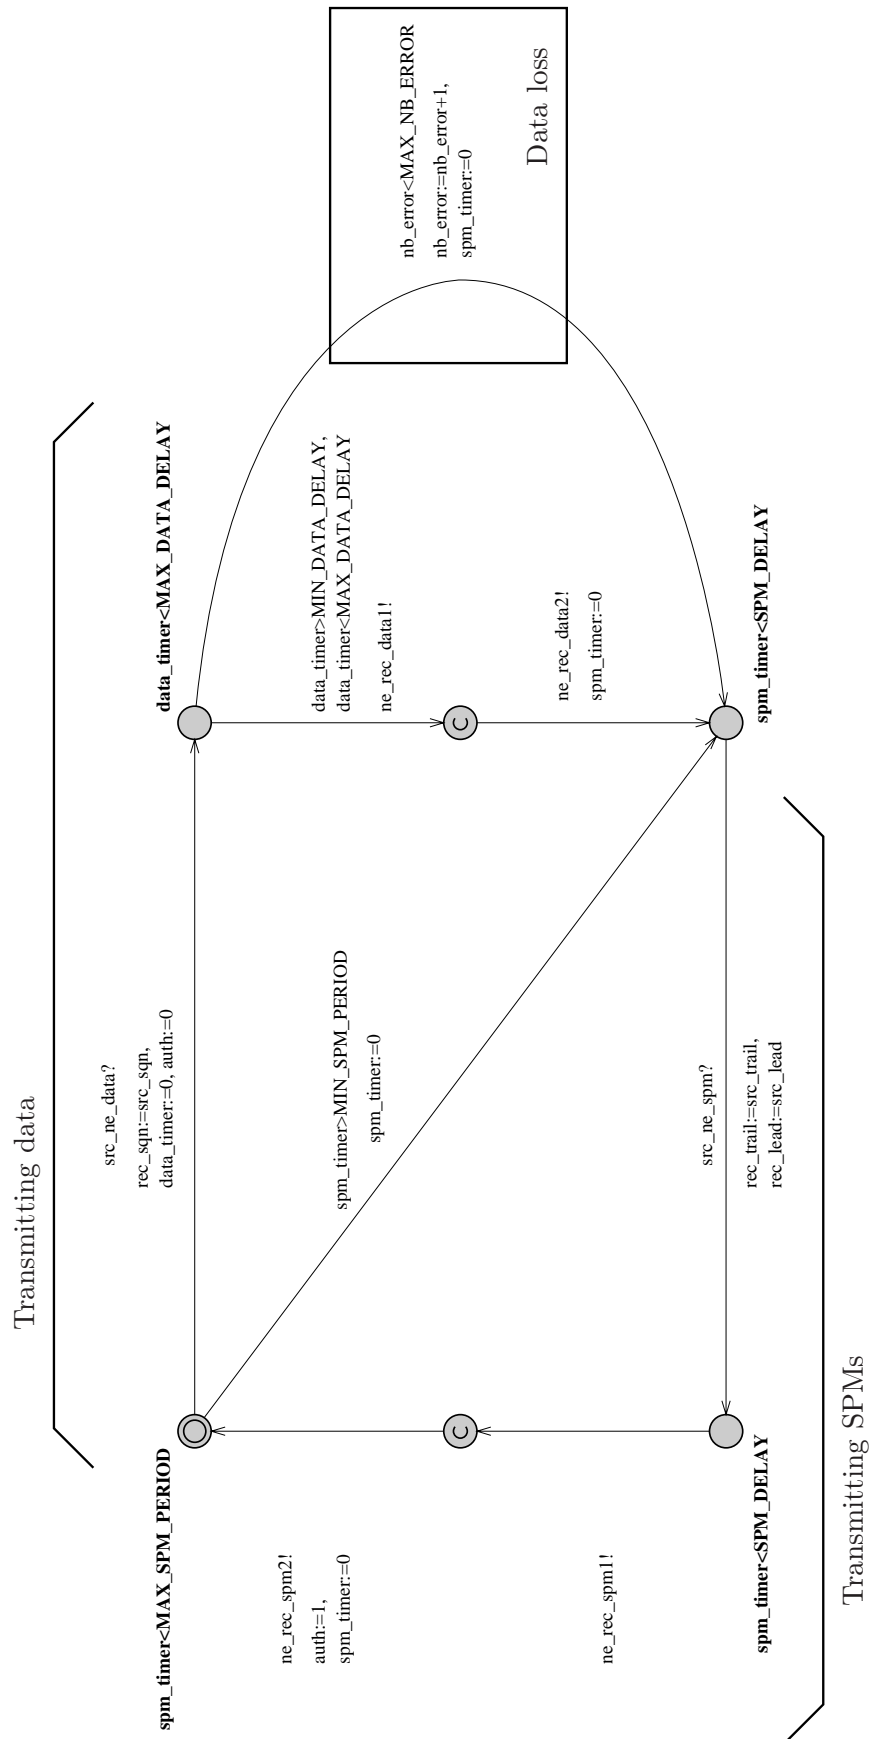 Transmitting data
spm_timer<MAX_SPM_PERIOD
data_timer<MAX_DATA_DELAY
src_ne_data?
rec_sqn:=src_sqn,
data_timer:=0, auth:=0
nb_error<MAX_NB_ERROR
nb_error:=nb_error+1,
spm_timer:=0
Data loss
data_timer>MIN_DATA_DELAY,
data_timer<MAX_DATA_DELAY
ne_rec_data1!
C
ne_rec_data2!
spm_timer:=0
spm_timer>MIN_SPM_PERIOD
spm_timer:=0
ne_rec_spm2!
auth:=1,
spm_timer:=0
C
ne_rec_spm1!
src_ne_spm?
rec_trail:=src_trail,
rec_lead:=src_lead
spm_timer<SPM_DELAY
spm_timer<SPM_DELAY
Transmitting SPMs